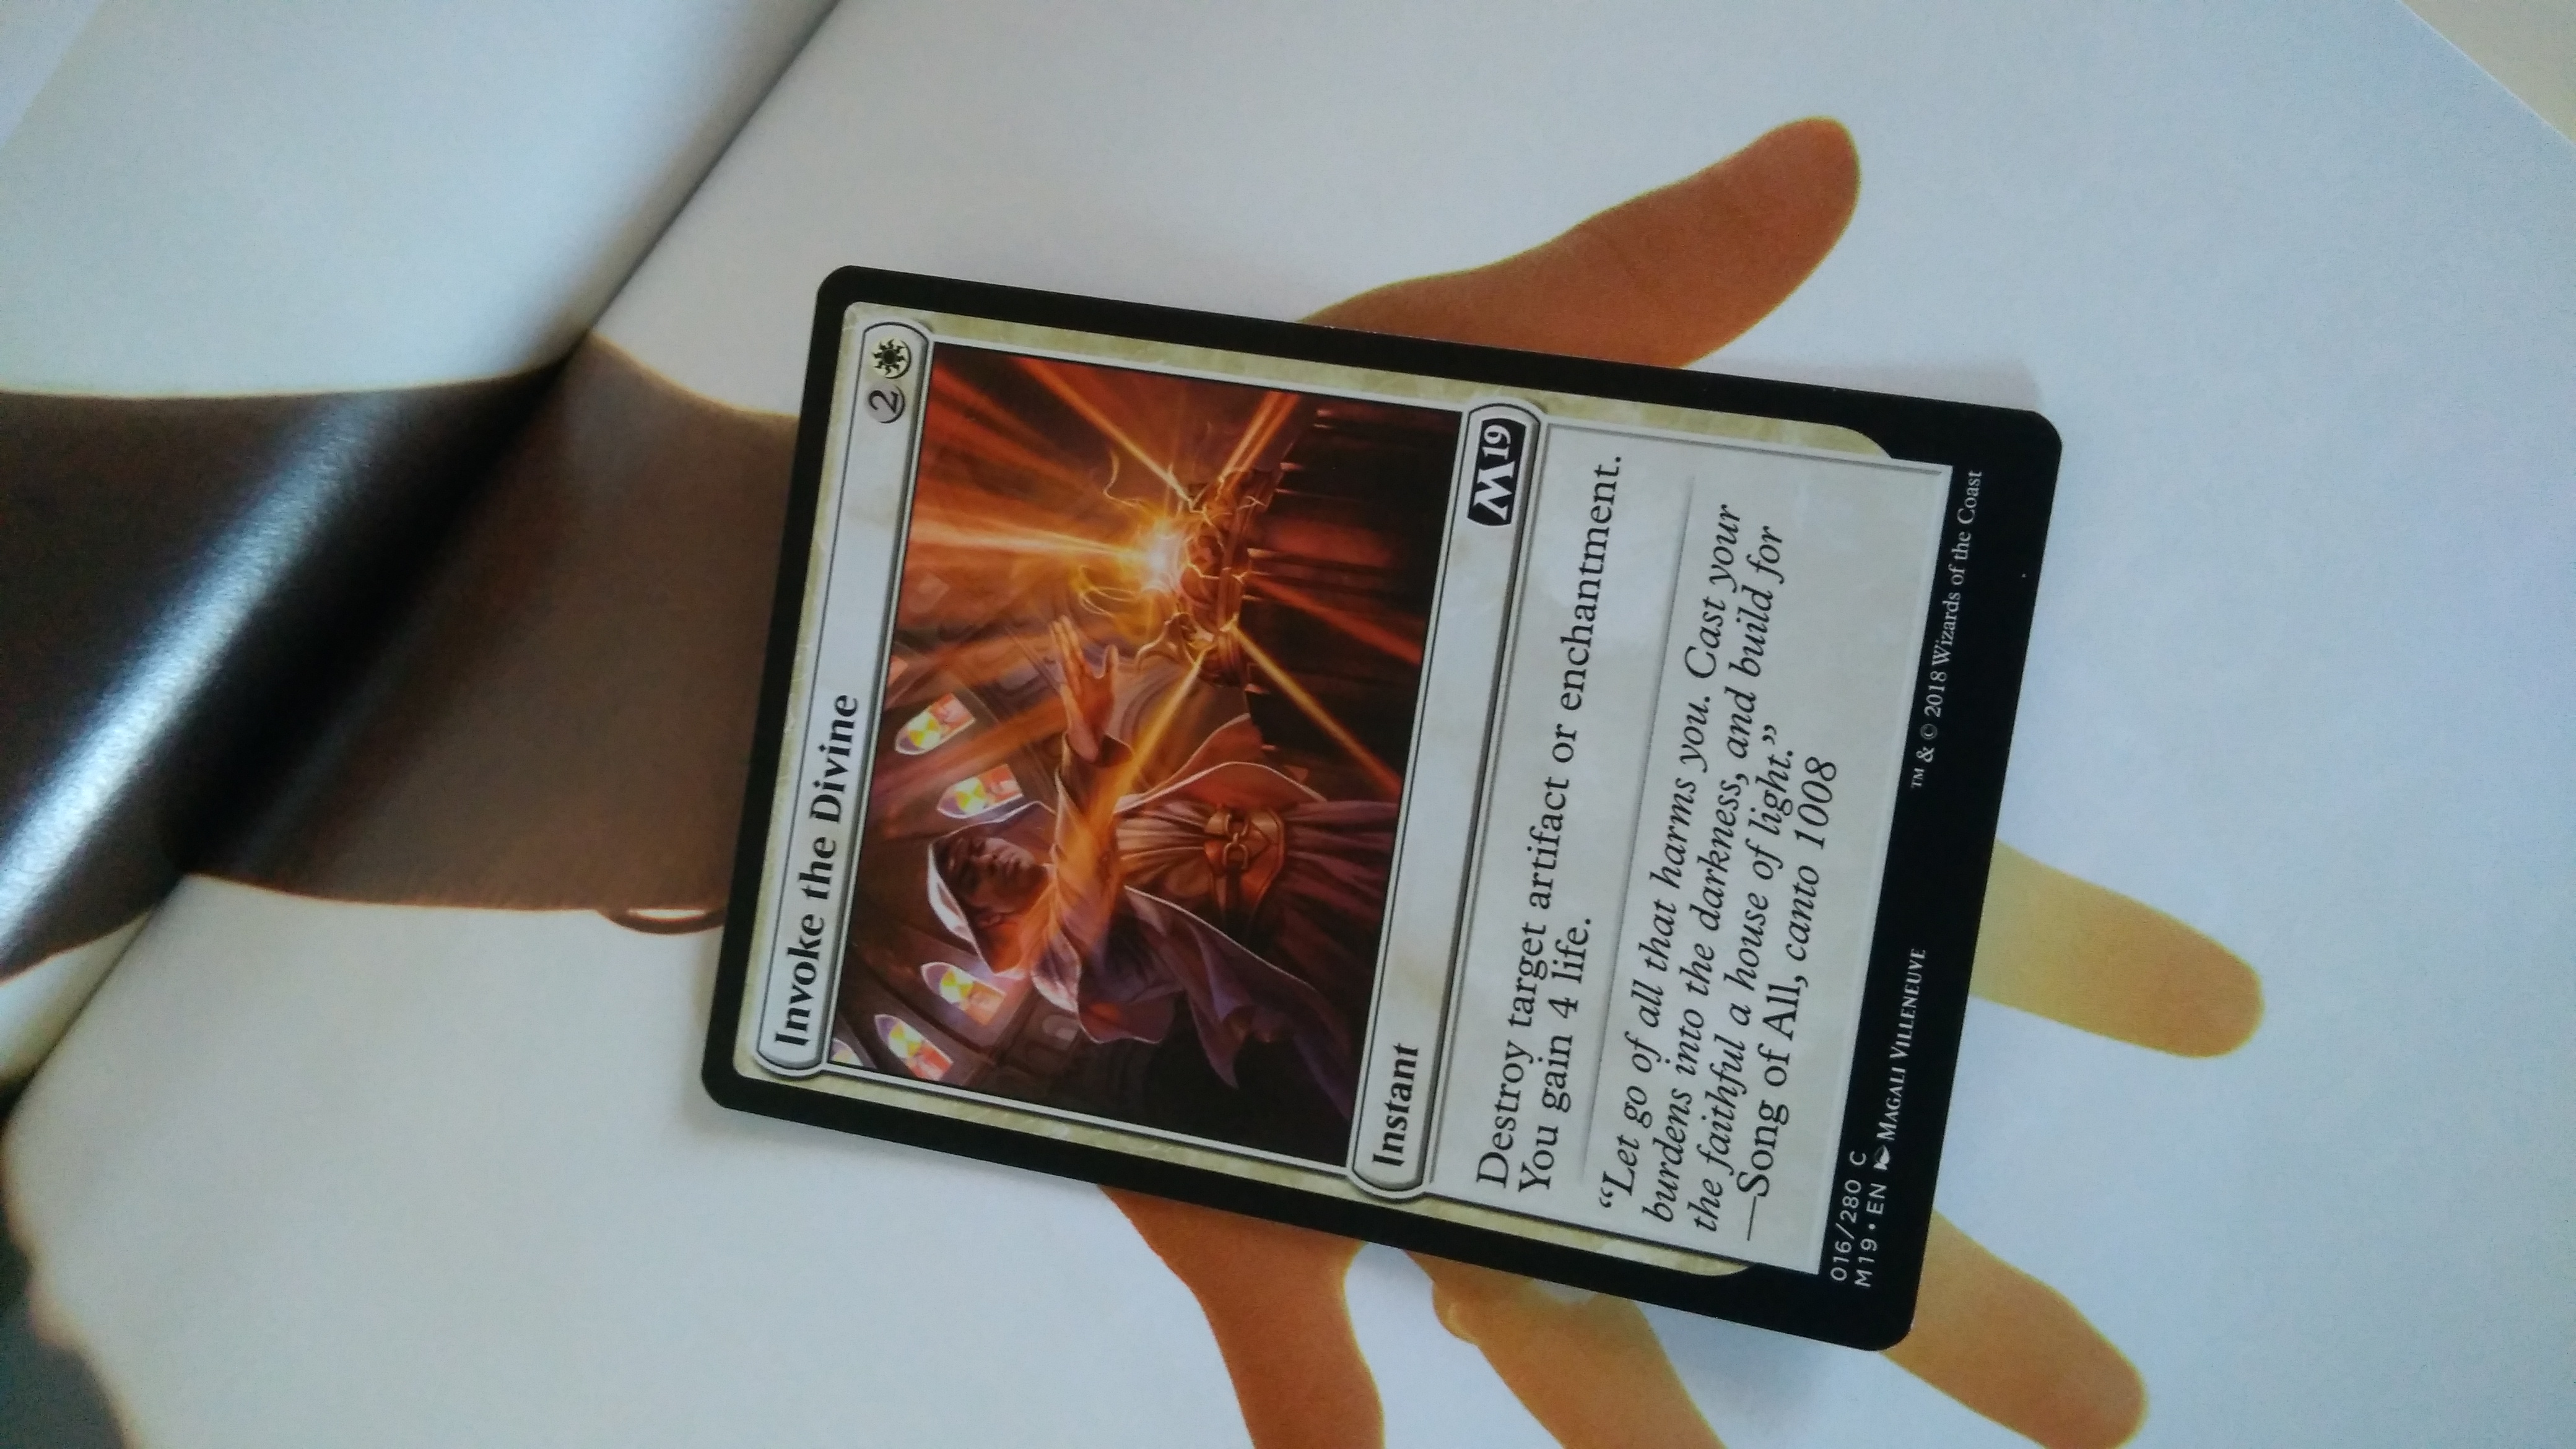 Invoke the Divine 2
Instant M19
Destroy target artifact or enchantment.
You gain 4 life.
“Let go of all that harms you. Cast your
burdens into the darkness, and build for
the faithful a house of light.”
—Song of All, canto 1008
016/280 C
M19 • EN MAGALI VILLENEUVE
™ & © 2018 Wizards of the Coast